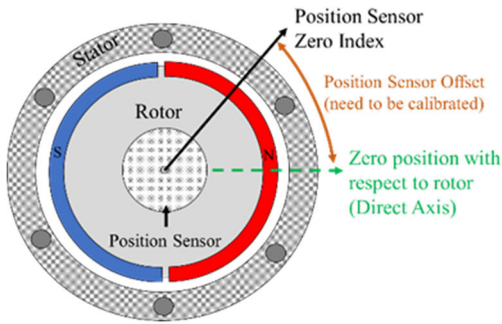 Position Sensor
Zero Index
Stator
Position Sensor Offset
(need to be calibrated)
Rotor
S
N
Zero position with
respect to rotor
(Direct Axis)
Position Sensor